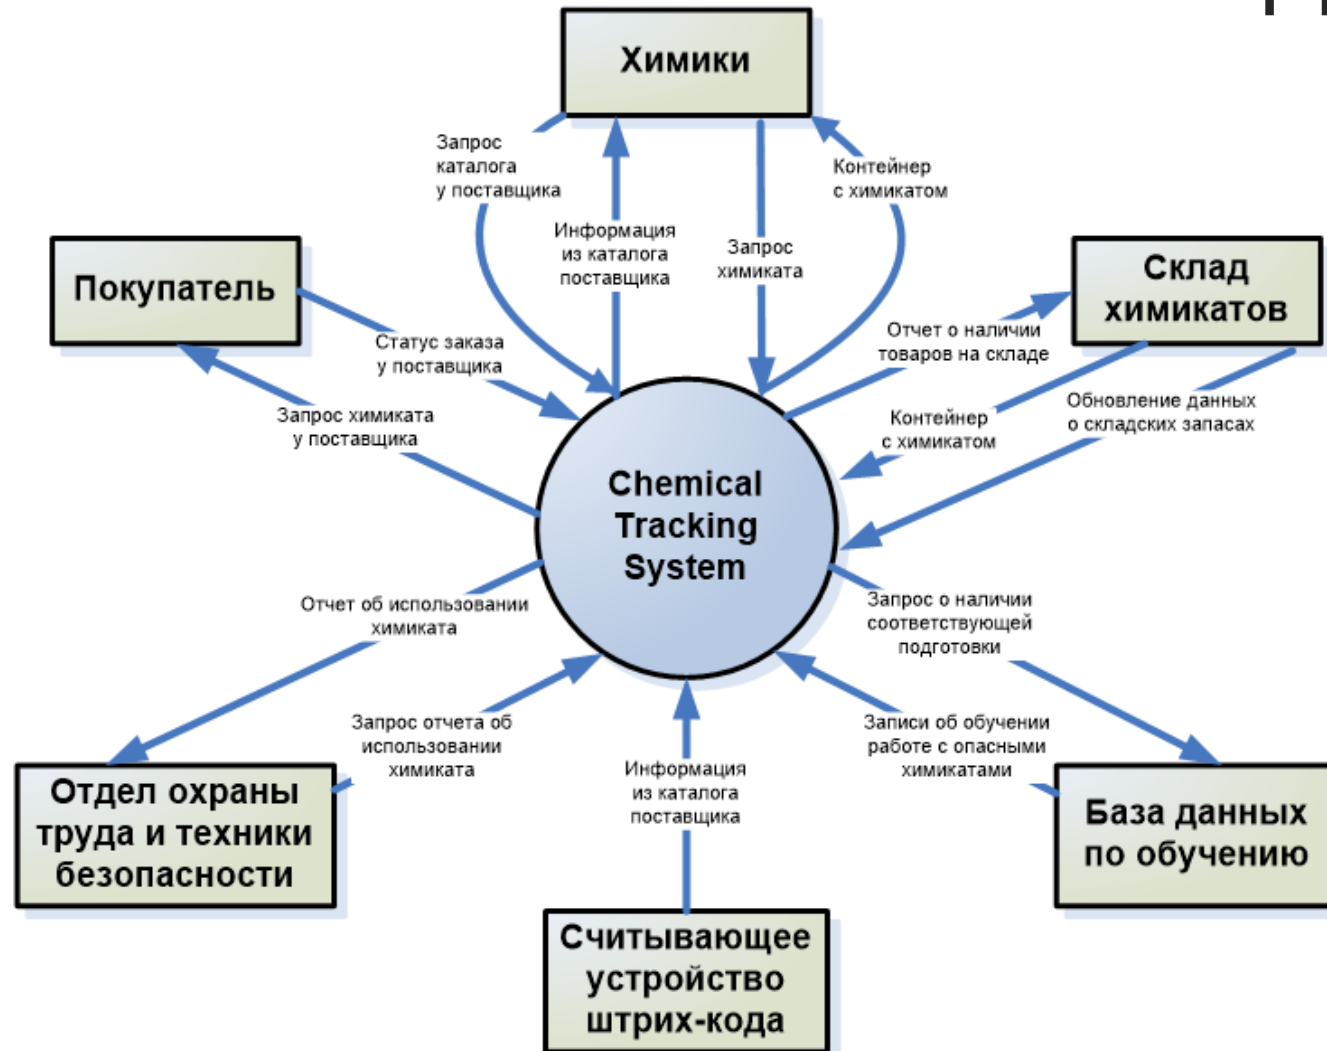 Химики
Запрос
каталога
у поставщика
Информация
из каталога
поставщика
Запрос
химиката
Контейнер
с химикатом
Покупатель
Статус заказа
у поставщика
Запрос химиката
у поставщика
Склад
химикатов
Отчет о наличии
товаров на складе
Контейнер
с химикатом
Обновление данных
о складских запасах
Chemical
Tracking
System
Отчет об использовании
химиката
Запрос отчета об
использовании
химиката
Отдел охраны
труда и техники
безопасности
Информация
из каталога
поставщика
Считывающее
устройство
штрих-кода
Запрос о наличии
соответствующей
подготовки
Записи об обучении
работе с опасными
химикатами
База данных
по обучению